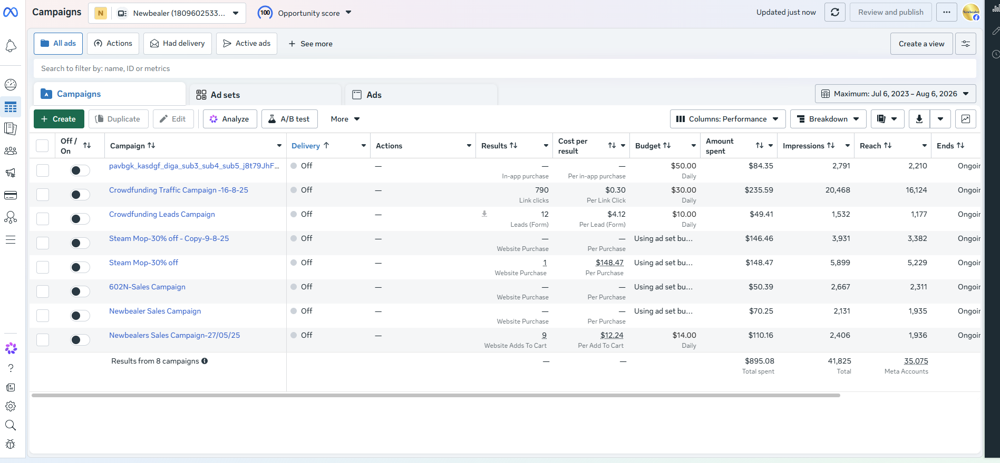 Campaigns
N Newbealer (1809602533...
100 Opportunity score
Updated just now
Review and publish
Newbealer
All ads
Actions
Had delivery
Active ads
+ See more
Create a view
Search to filter by: name, ID or metrics
Campaigns
Ad sets
Ads
Maximum: Jul 6, 2023 – Aug 6, 2026
+ Create
Duplicate
Edit
Analyze
A/B test
More
Columns: Performance
Breakdown
Off / On
Campaign
Delivery
Actions
Results
Cost per result
Budget
Amount spent
Impressions
Reach
Ends
pavbgk_kasdgf_diga_sub3_sub4_sub5_j8t79JhF... Off — — — $50.00 $84.35 2,791 2,210 Ongoin
In-app purchase Per in-app purchase Daily
Crowdfunding Traffic Campaign -16-8-25 Off — 790 $0.30 $30.00 $235.59 20,468 16,124 Ongoin
Link clicks Per Link Click Daily
Crowdfunding Leads Campaign Off — 12 $4.12 $10.00 $49.41 1,532 1,177 Ongoin
Leads (Form) Per Lead (Form) Daily
Steam Mop-30% off - Copy-9-8-25 Off — — — Using ad set bu... $146.46 3,931 3,382 Ongoin
Website Purchase Per Purchase
Steam Mop-30% off Off — 1 $148.47 Using ad set bu... $148.47 5,899 5,229 Ongoin
Website Purchase Per Purchase
602N-Sales Campaign Off — — — Using ad set bu... $50.39 2,667 2,311 Ongoin
Website Purchase Per Purchase
Newbealer Sales Campaign Off — — — Using ad set bu... $70.25 2,131 1,935 Ongoin
Website Purchase Per Purchase
Newbealers Sales Campaign-27/05/25 Off — 9 $12.24 $14.00 $110.16 2,406 1,936 Ongoin
Website Adds To Cart Per Add To Cart Daily
Results from 8 campaigns — — $895.08 41,825 35,075
Total spent Total Meta Accounts